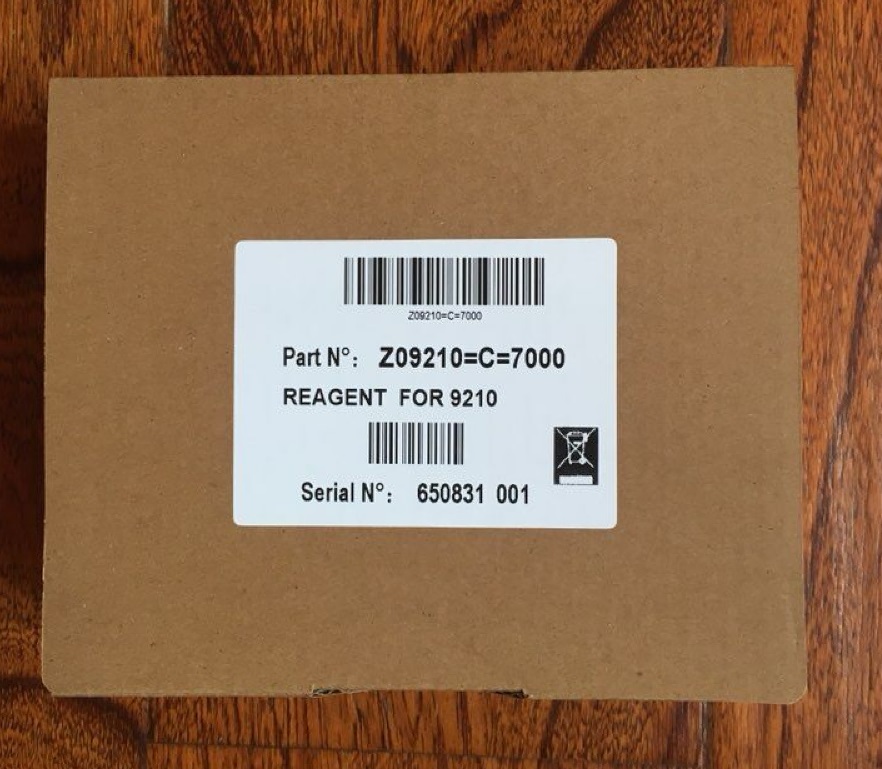 Z09210=C=7000
Part N°: Z09210=C=7000
REAGENT FOR 9210
Serial N°: 650831 001